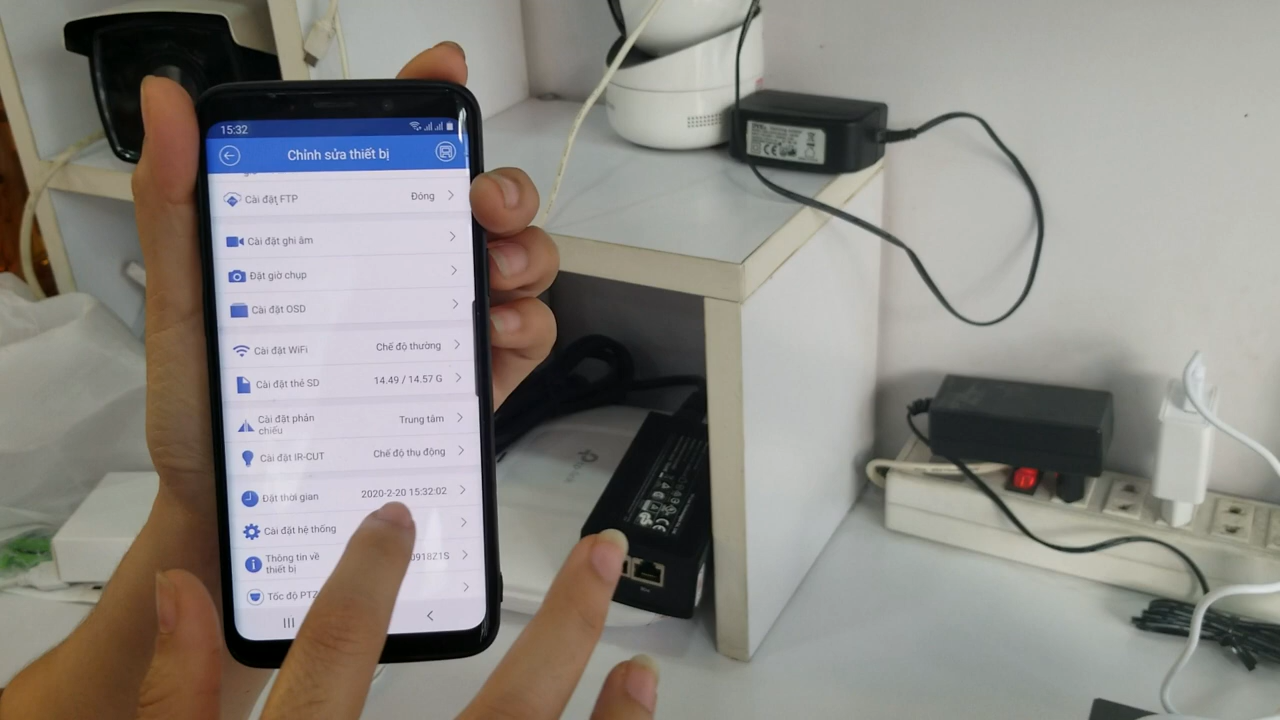 15:32
Chỉnh sửa thiết bị
Cài đặt FTP Đóng
Cài đặt ghi âm
Đặt giờ chụp
Cài đặt OSD
Cài đặt WiFi Chế độ thường
Cài đặt thẻ SD 14.49 / 14.57 G
Cài đặt phản Trung tâm
chiếu
Cài đặt IR-CUT Chế độ thụ động
Đặt thời gian 2020-2-20 15:32:02
Cài đặt hệ thống
Thông tin về
thiết bị 0918Z1S
Tốc độ PTZ